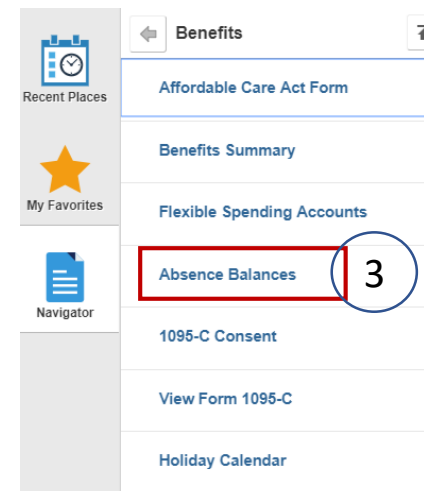 Benefits
Recent Places
Affordable Care Act Form
Benefits Summary
My Favorites
Flexible Spending Accounts
Absence Balances
3
Navigator
1095-C Consent
View Form 1095-C
Holiday Calendar